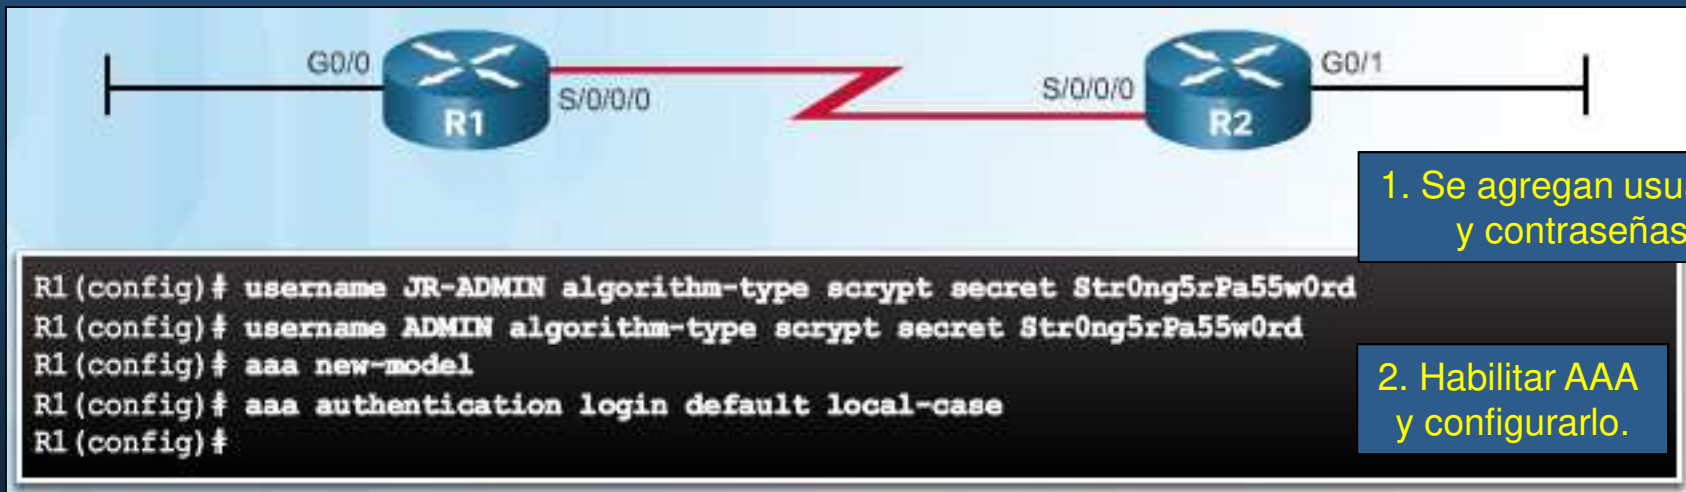 G0/0
S/0/0/0
R1
S/0/0/0
G0/1
R2
1. Se agregan
y contraseñas
R1(config)# username JR-ADMIN algorithm-type scrypt secret Str0ng5rPa55w0rd
R1(config)# username ADMIN algorithm-type scrypt secret Str0ng5rPa55w0rd
R1(config)# aaa new-model
R1(config)# aaa authentication login default local-case
R1(config)#
2. Habilitar AAA
y configurarlo.